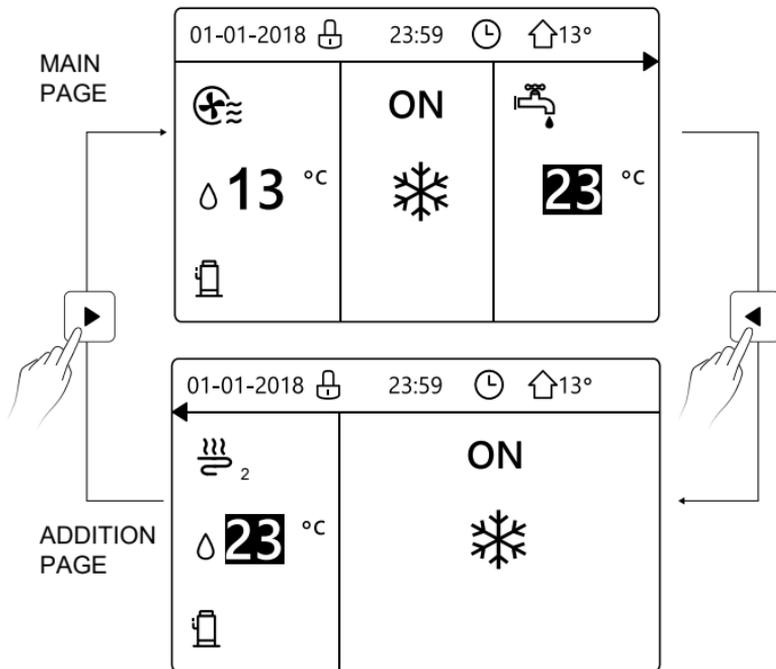 01-01-2018 23:59 13°
MAIN
PAGE
ON
13 °C
23 °C
01-01-2018 23:59 13°
2
ON
23 °C
ADDITION
PAGE